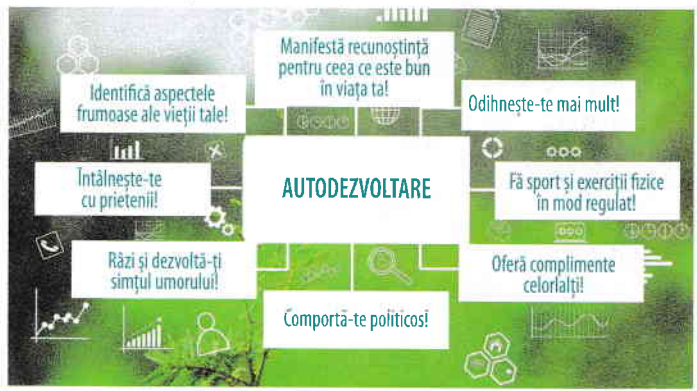 Manifestă recunoștință
pentru ceea ce este bun
în viața ta!
Identifică aspectele
frumoase ale vieții tale!
Odihnește-te mai mult!
Întâlnește-te
cu prietenii!
AUTODEZVOLTARE
Fă sport și exerciții fizice
în mod regulat!
Râzi și dezvoltă-ți
simțul umorului!
Oferă complimente
celorlalți!
Comportă-te politicos!